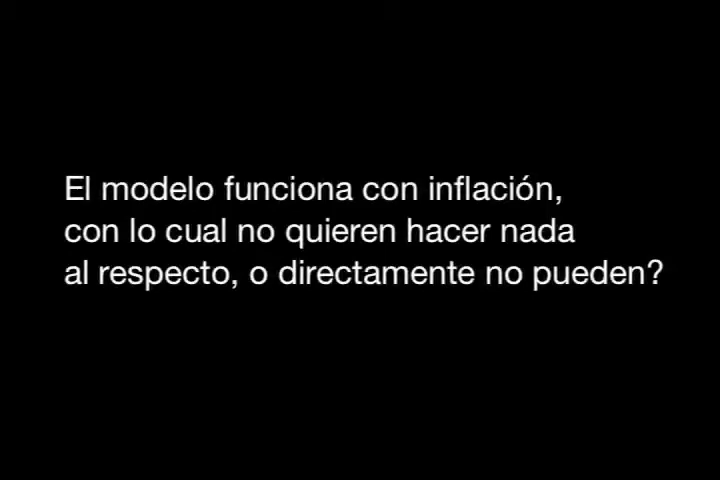 El modelo funciona con inflación,
con lo cual no quieren hacer nada
al respecto, o directamente no pueden?